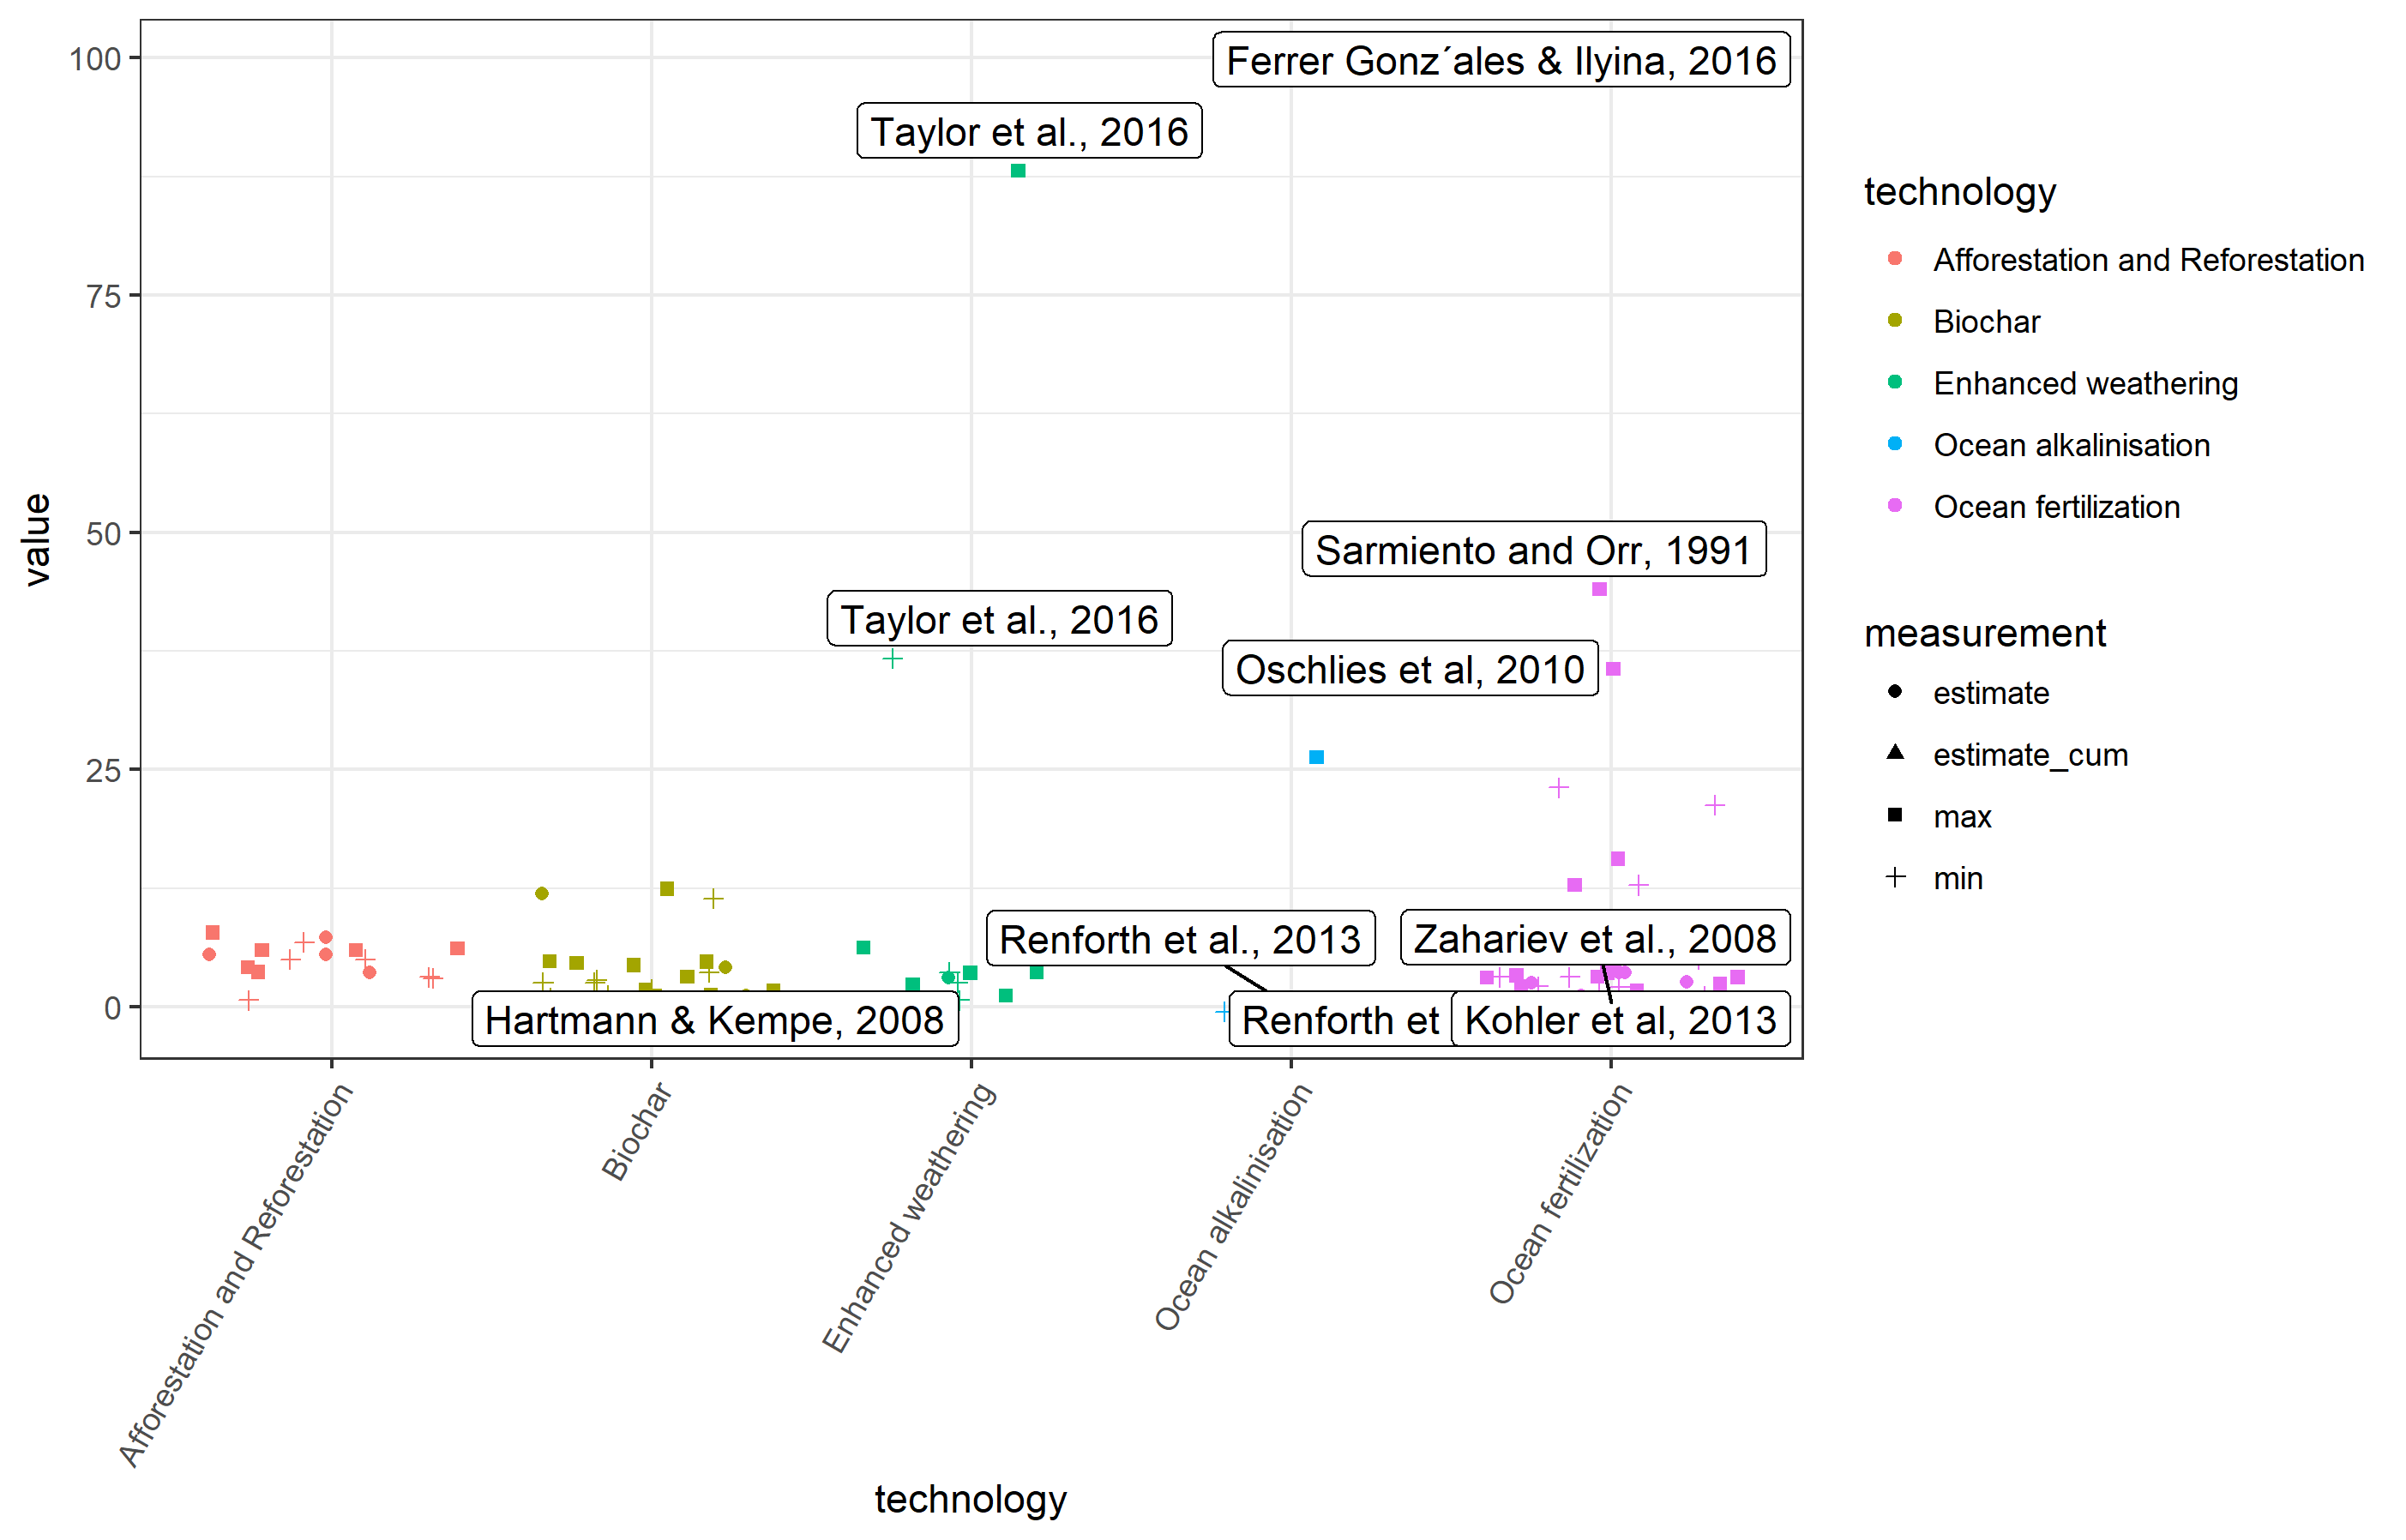 100
75
50
25
0
value
Ferrer Gonz´ales & Ilyina, 2016
Taylor et al., 2016
Sarmiento and Orr, 1991
Taylor et al., 2016
Oschlies et al, 2010
Renforth et al., 2013
Zahariev et al., 2008
Hartmann & Kempe, 2008
Renforth et
Kohler et al, 2013
Afforestation and Reforestation
Biochar
Enhanced weathering
Ocean alkalinisation
Ocean fertilization
technology
technology
Afforestation and Reforestation
Biochar
Enhanced weathering
Ocean alkalinisation
Ocean fertilization
measurement
estimate
estimate_cum
max
min